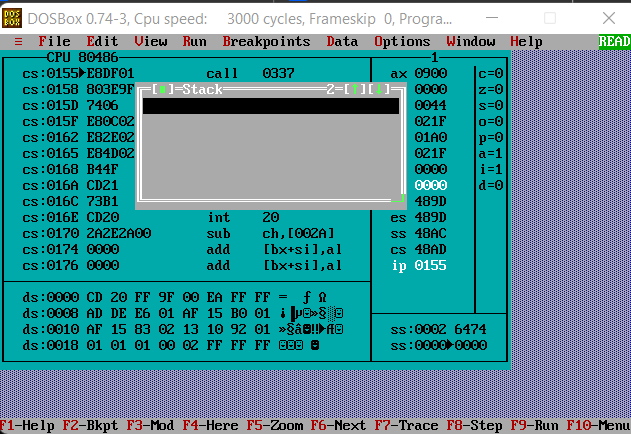 DOSBox 0.74-3, Cpu speed: 3000 cycles, Frameskip 0, Progra...
≡ File Edit View Run Breakpoints Data Options Window Help READ
CPU 80486 1
cs:0155►E8DF01 call 0337 ax 0900 c=0
cs:0158 803E9F 0000 z=0
cs:015D 7406 0044 s=0
cs:015F E80C02 021F o=0
cs:0162 E82E02 01A0 p=0
cs:0165 E84D02 021F a=1
cs:0168 B44F 0000 i=1
cs:016A CD21 0000 d=0
cs:016C 73B1 489D
cs:016E CD20 int 20 es 489D
cs:0170 2A2E2A00 sub ch,[002A] ss 48AC
cs:0174 0000 add [bx+si],al cs 48AD
cs:0176 0000 add [bx+si],al ip 0155
[■]=Stack 2=[↑][↓]
ds:0000 CD 20 FF 9F 00 EA FF FF = ƒ Ω
ds:0008 AD DE E6 01 AF 15 B0 01
ds:0010 AF 15 83 02 13 10 92 01
ds:0018 01 01 01 00 02 FF FF FF
ss:0002 6474
ss:0000►0000
F1-Help F2-Bkpt F3-Mod F4-Here F5-Zoom F6-Next F7-Trace F8-Step F9-Run F10-Menu